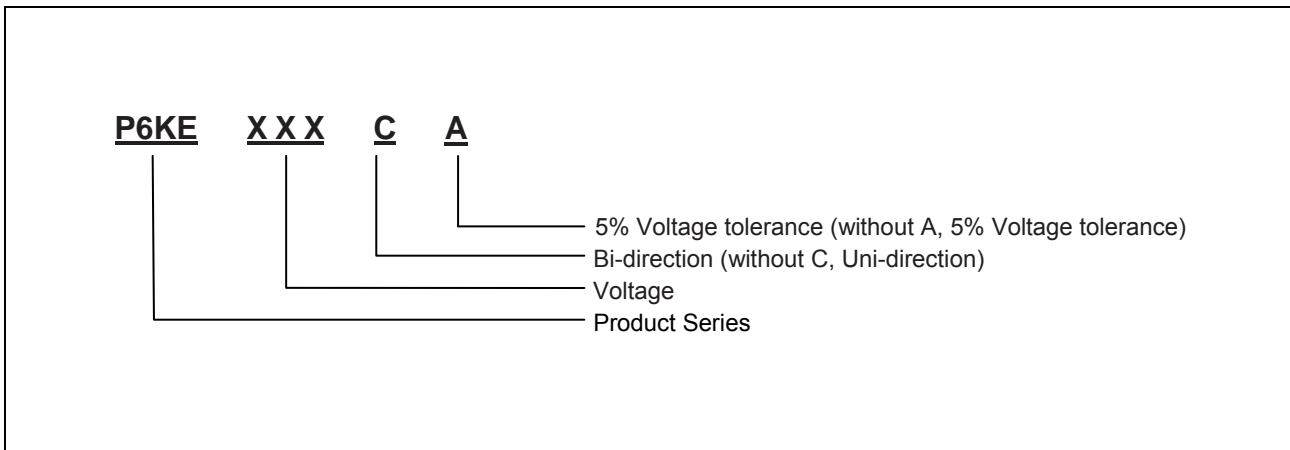 P6KE X X X C A
5% Voltage tolerance (without A, 5% Voltage tolerance)
Bi-direction (without C, Uni-direction)
Voltage
Product Series